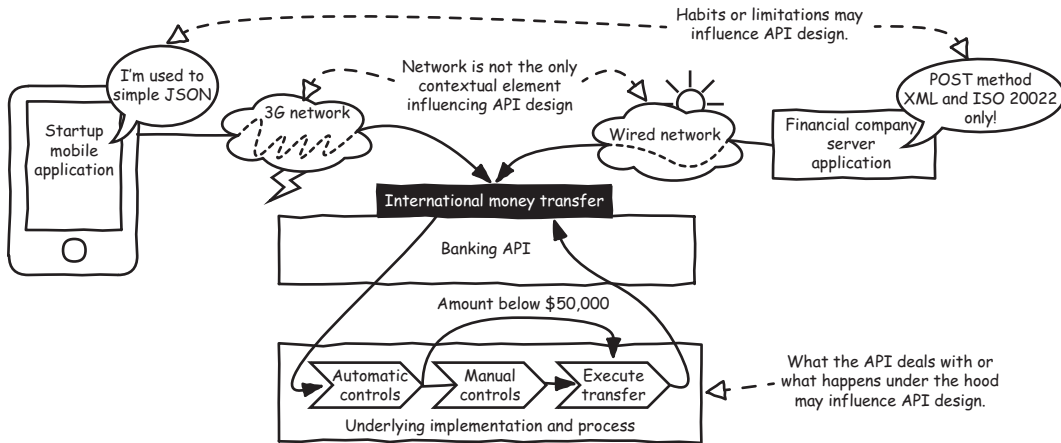 Habits or limitations may
influence API design.
I'm used to
simple JSON
Network is not the only
contextual element
influencing API design
POST method
XML and ISO 20022
only!
Startup
mobile
application
3G network
Wired network
Financial company
server
application
International money transfer
Banking API
Amount below $50,000
Automatic
controls
Manual
controls
Execute
transfer
Underlying implementation and process
What the API deals with or
what happens under the hood
may influence API design.